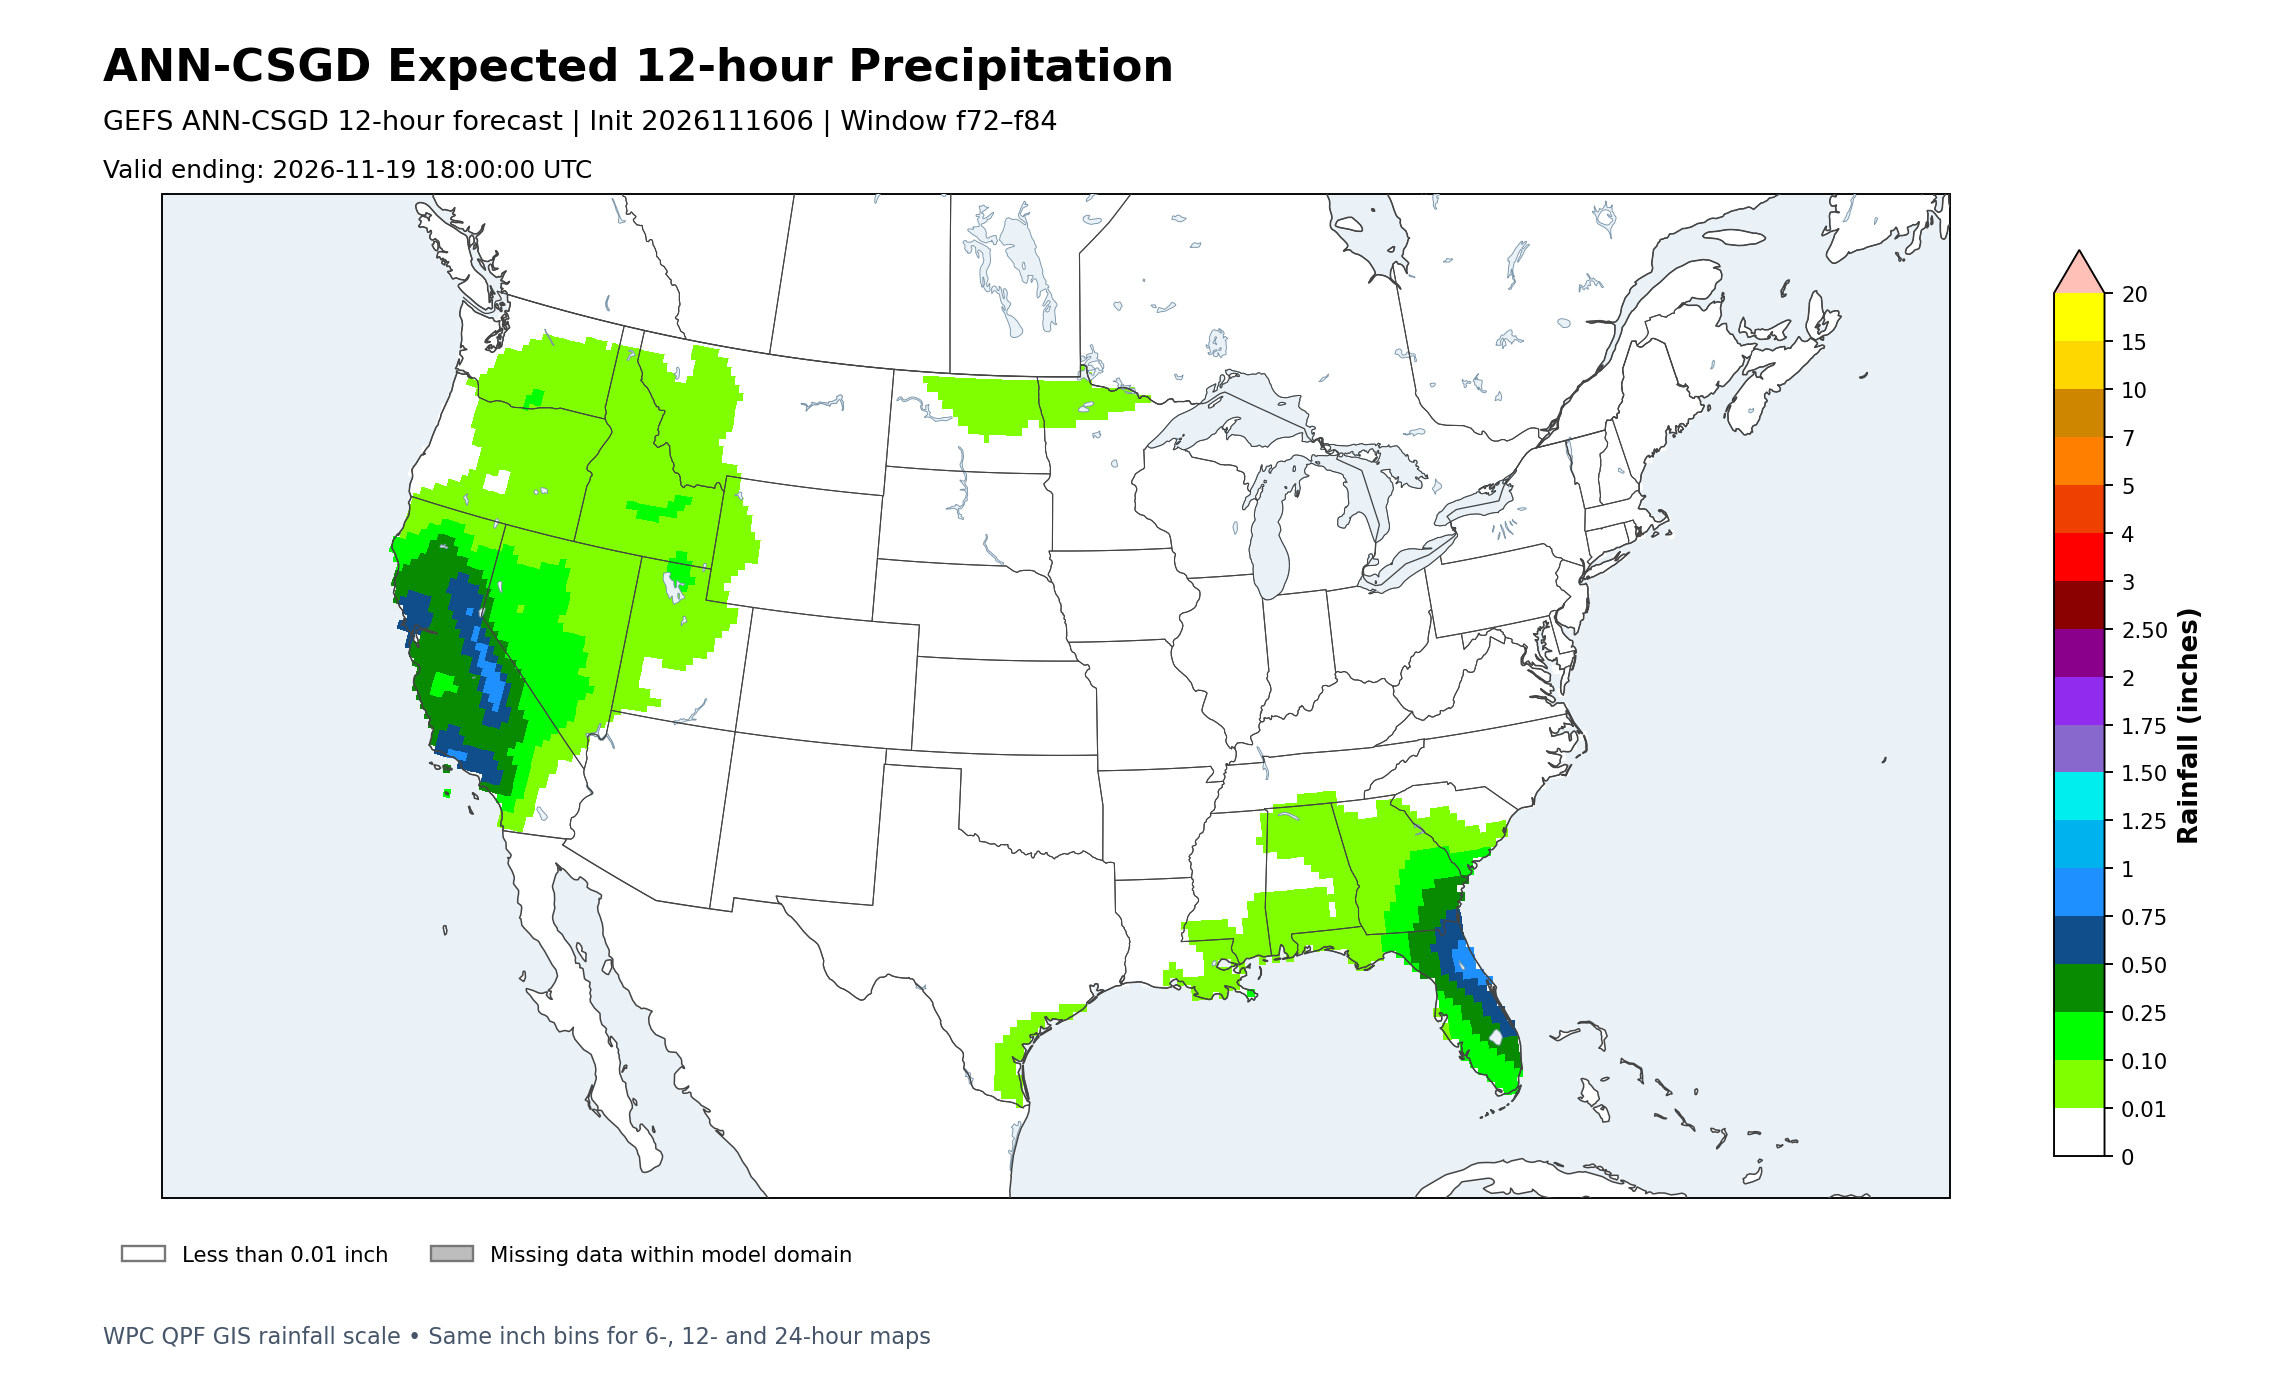 ANN-CSGD Expected 12-hour Precipitation
GEFS ANN-CSGD 12-hour forecast | Init 2026111606 | Window f72–f84
Valid ending: 2026-11-19 18:00:00 UTC
20
15
10
7
5
4
3
2.50
2
1.75
1.50
1.25
1
0.75
0.50
0.25
0.10
0.01
0
Rainfall (inches)
Less than 0.01 inch
Missing data within model domain
WPC QPF GIS rainfall scale • Same inch bins for 6-, 12- and 24-hour maps